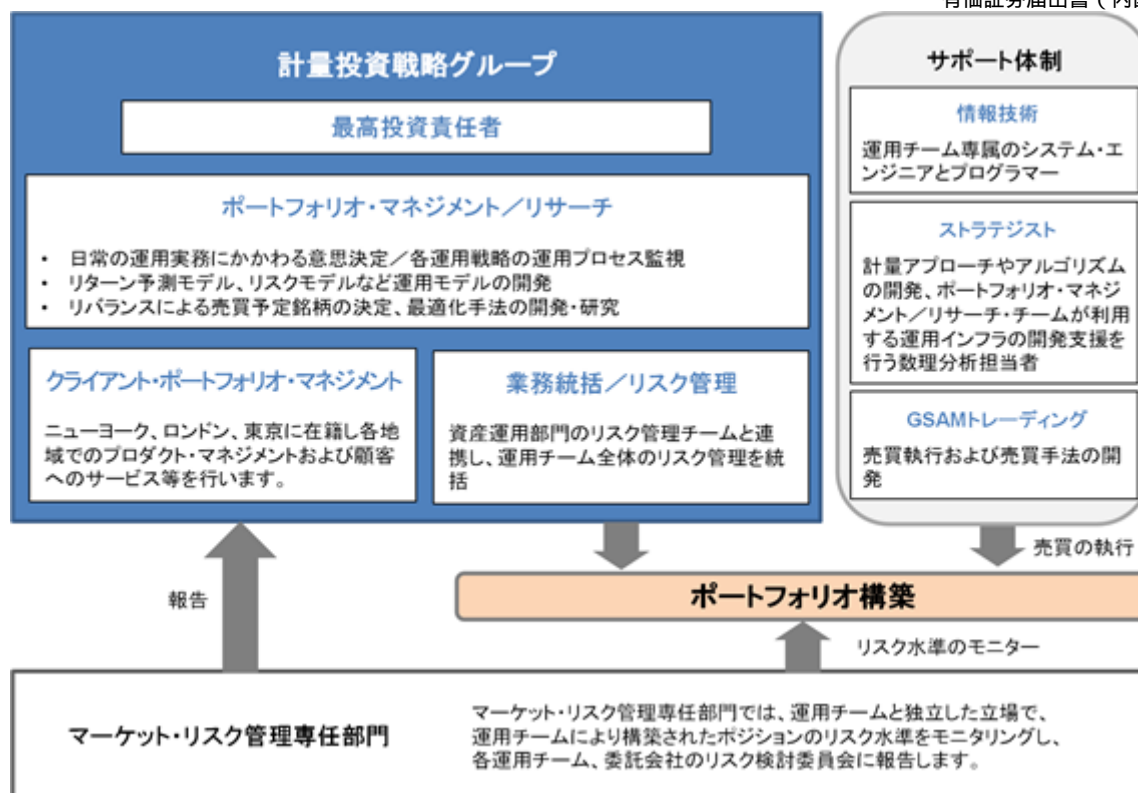 有価証券届出書(内
計量投資戦略グループ
最高投資責任者
ポートフォリオ・マネジメント/リサーチ
• 日常の運用実務にかかわる意思決定/各運用戦略の運用プロセス監視
• リターン予測モデル、リスクモデルなど運用モデルの開発
• リバランスによる売買予定銘柄の決定、最適化手法の開発・研究
クライアント・ポートフォリオ・マネジメント
ニューヨーク、ロンドン、東京に在籍し各地
域でのプロダクト・マネジメントおよび顧客
へのサービス等を行います。
業務統括/リスク管理
資産運用部門のリスク管理チームと連
携し、運用チーム全体のリスク管理を統
括
サポート体制
情報技術
運用チーム専属のシステム・エ
ンジニアとプログラマー
ストラテジスト
計量アプローチやアルゴリズム
の開発、ポートフォリオ・マネジ
メント/リサーチ・チームが利用
する運用インフラの開発支援を
行う数理分析担当者
GSAMトレーディング
売買執行および売買手法の開
発
売買の執行
報告
ポートフォリオ構築
リスク水準のモニター
マーケット・リスク管理専任部門
マーケット・リスク管理専任部門では、運用チームと独立した立場で、
運用チームにより構築されたポジションのリスク水準をモニタリングし、
各運用チーム、委託会社のリスク検討委員会に報告します。